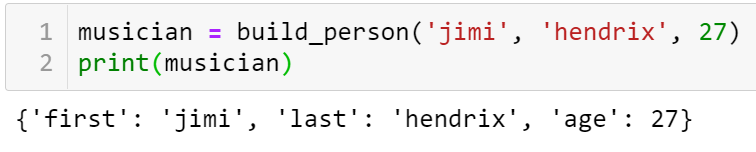 1 musician = build_person('jimi', 'hendrix', 27)
2 print(musician)
{'first': 'jimi', 'last': 'hendrix', 'age': 27}